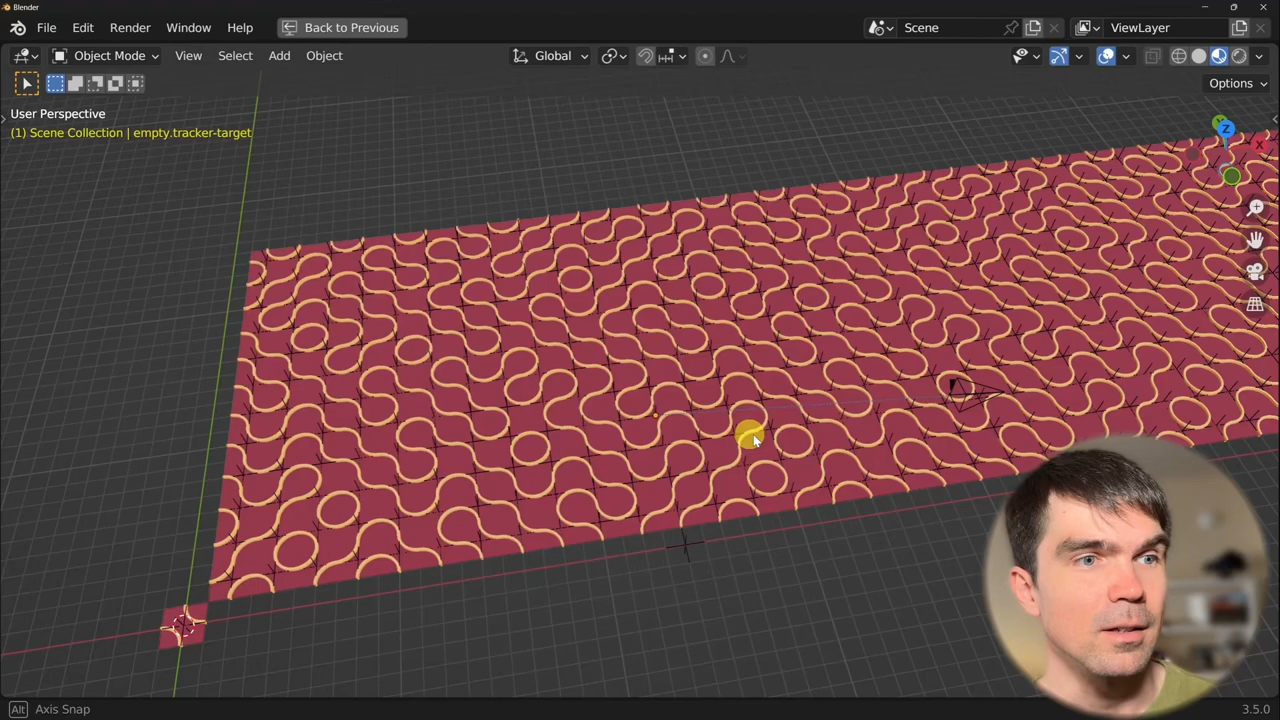 Blender
File Edit Render Window Help Back to Previous Scene ViewLayer
Object Mode View Select Add Object Global
Options
User Perspective
(1) Scene Collection | empty.tracker-target
Z
X
Alt Axis Snap 3.5.0